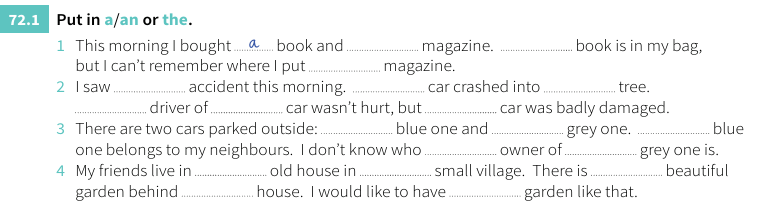 72.1 Put in a/an or the.
1 This morning I bought ...a... book and .................... magazine. .................... book is in my bag,
but I can't remember where I put .................... magazine.
2 I saw .................... accident this morning. .................... car crashed into .................... tree.
.................... driver of .................... car wasn't hurt, but .................... car was badly damaged.
3 There are two cars parked outside: .................... blue one and .................... grey one. .................... blue
one belongs to my neighbours. I don't know who .................... owner of .................... grey one is.
4 My friends live in .................... old house in .................... small village. There is .................... beautiful
garden behind .................... house. I would like to have .................... garden like that.